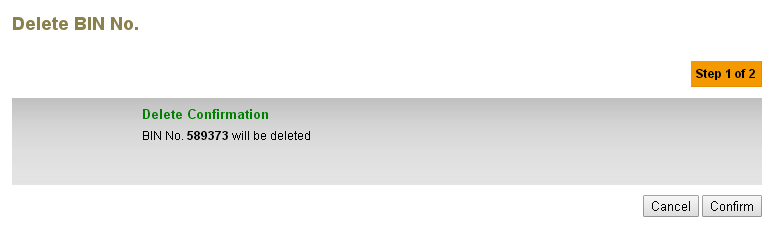 Delete BIN No.
Step 1 of 2
Delete Confirmation
BIN No. 589373 will be deleted
Cancel Confirm